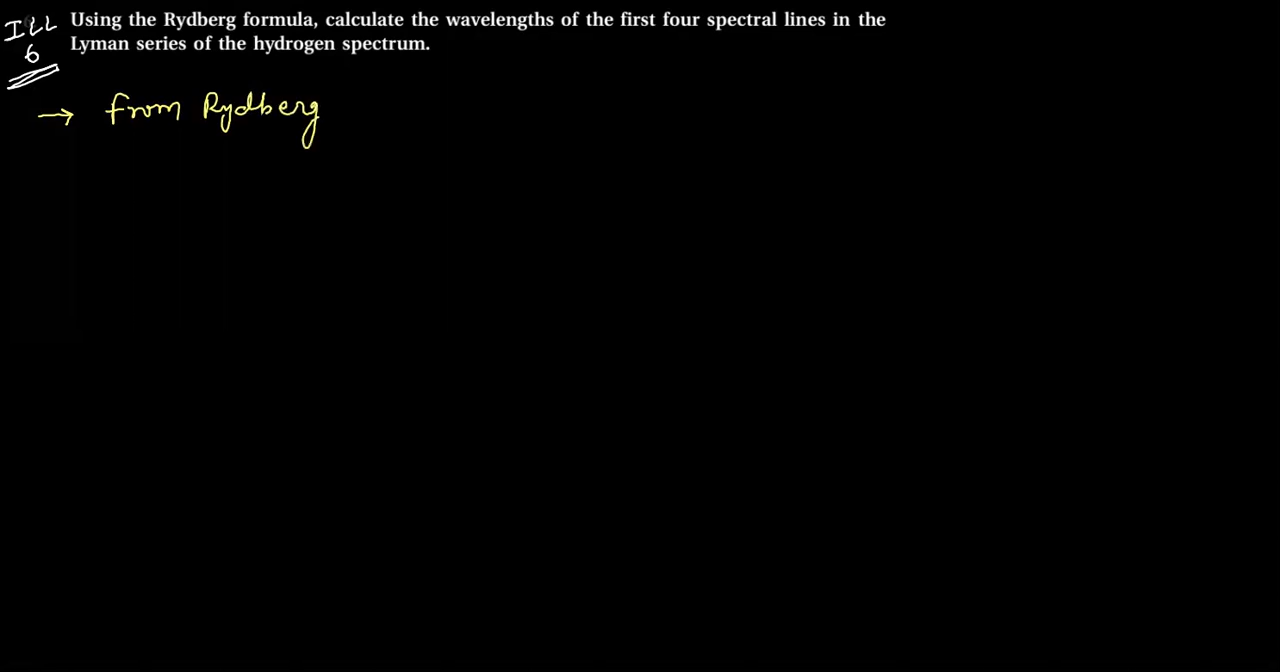 ILL Using the Rydberg formula, calculate the wavelengths of the first four spectral lines in the
6 Lyman series of the hydrogen spectrum.
→ from Rydberg